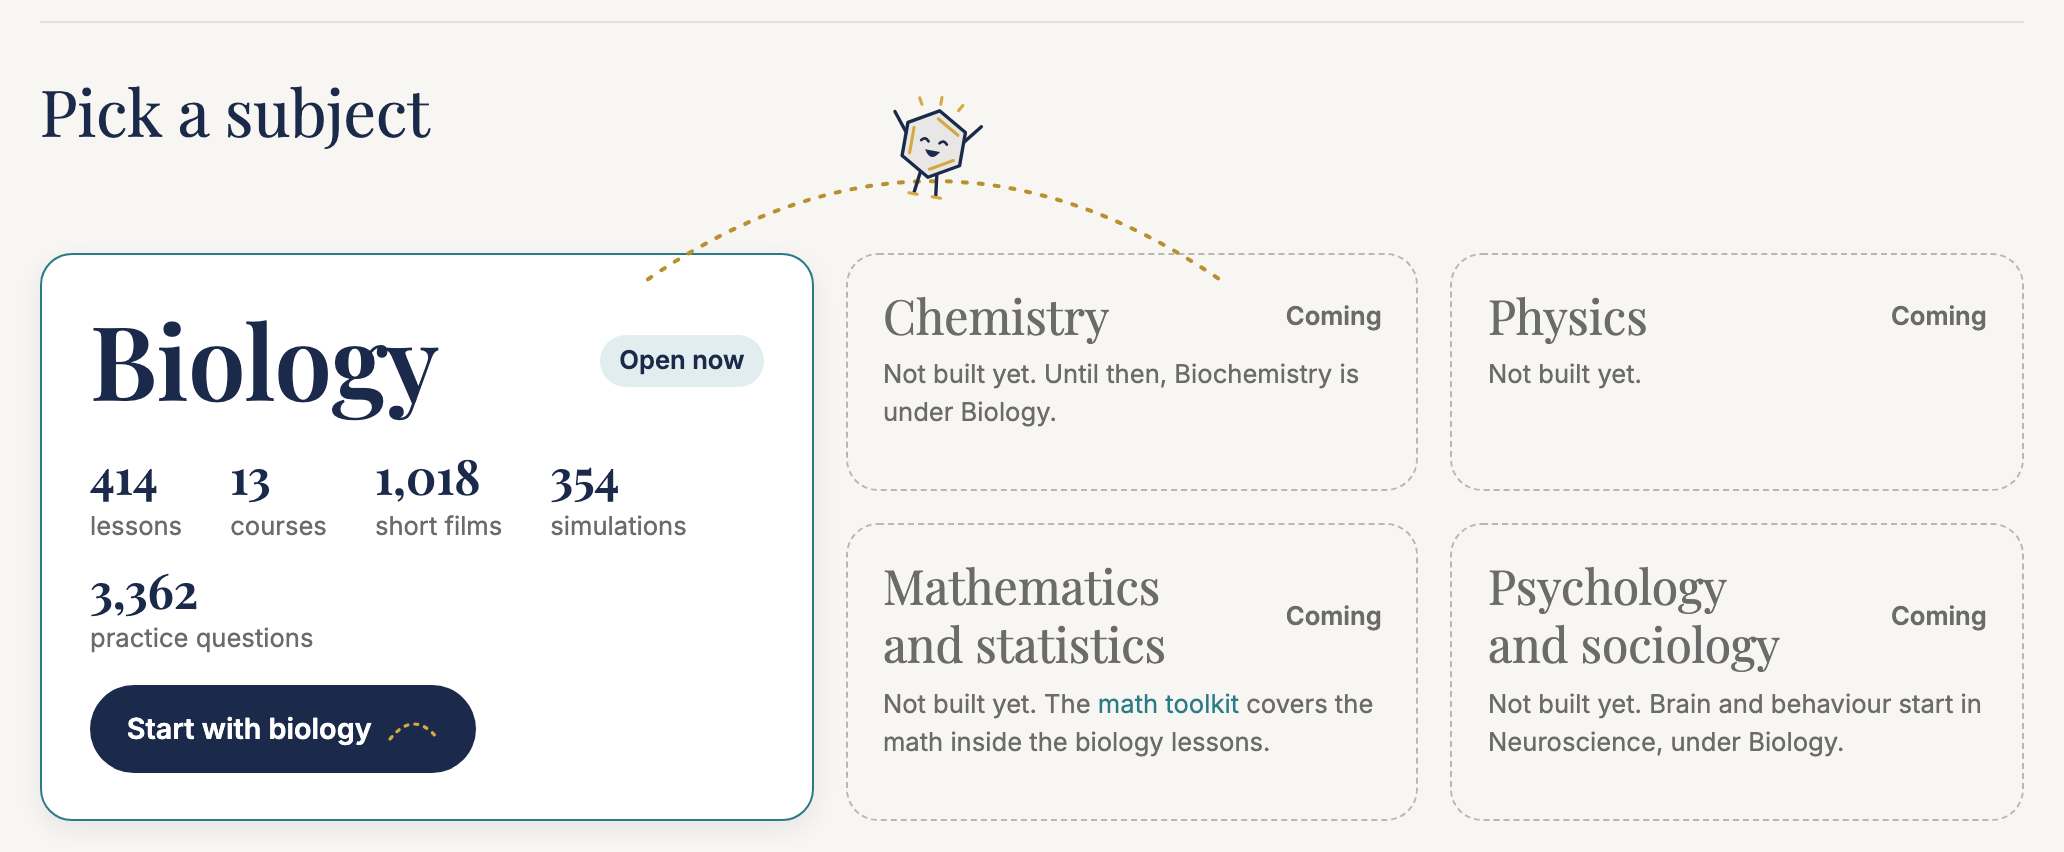 Pick a subject
Biology
Open now
414
lessons
13
courses
1,018
short films
354
simulations
3,362
practice questions
Start with biology
Chemistry
Coming
Not built yet. Until then, Biochemistry is
under Biology.
Physics
Coming
Not built yet.
Mathematics
and statistics
Coming
Not built yet. The math toolkit covers the
math inside the biology lessons.
Psychology
and sociology
Coming
Not built yet. Brain and behaviour start in
Neuroscience, under Biology.